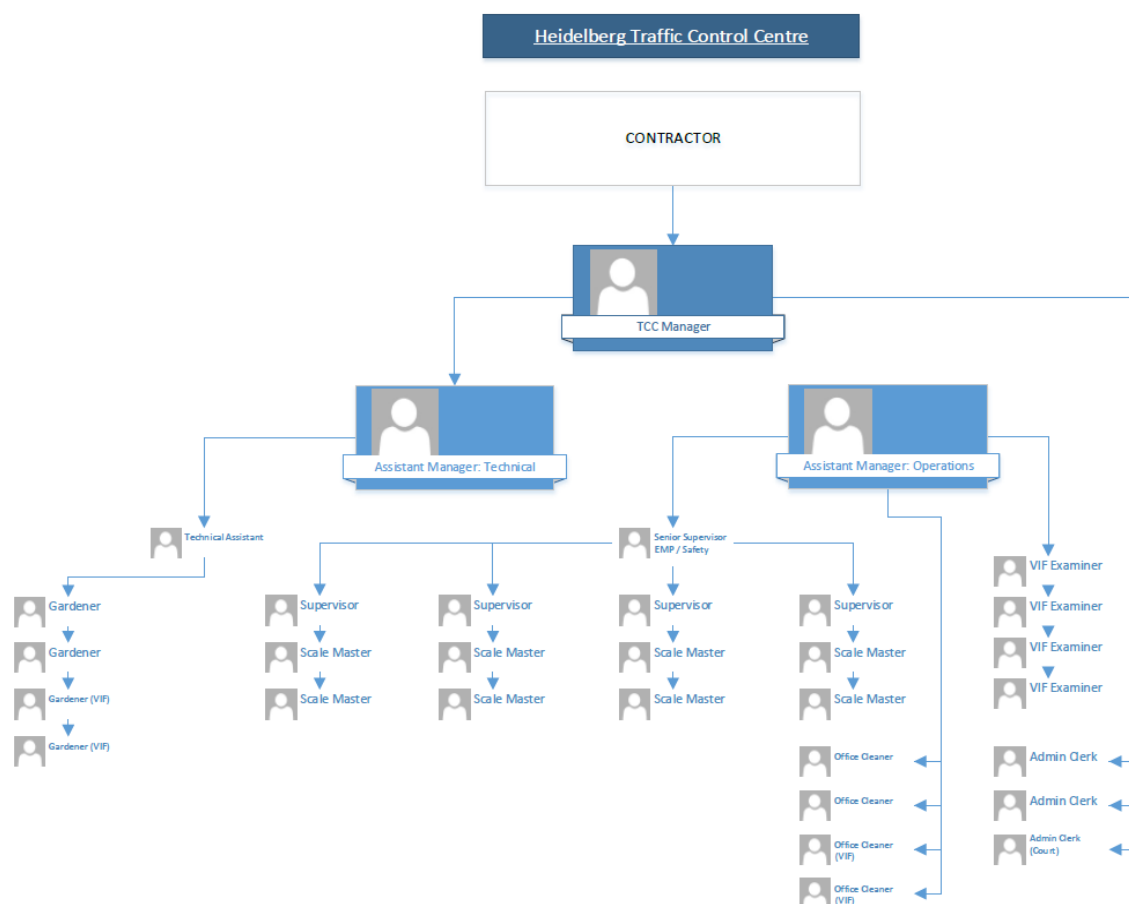 Heidelberg Traffic Control Centre
CONTRACTOR
TCC Manager
Assistant Manager: Technical
Assistant Manager: Operations
Technical Assistant
Senior Supervisor
EMP / Safety
VIF Examiner
Gardener
Supervisor
Supervisor
Supervisor
Supervisor
VIF Examiner
Gardener
Scale Master
Scale Master
Scale Master
Scale Master
VIF Examiner
Gardener (VIF)
Scale Master
Scale Master
Scale Master
Scale Master
VIF Examiner
Gardener (VIF)
Office Cleaner
Admin Clerk
Office Cleaner
Admin Clerk
Office Cleaner
(VIF)
Admin Clerk
(Court)
Office Cleaner
(VIF)